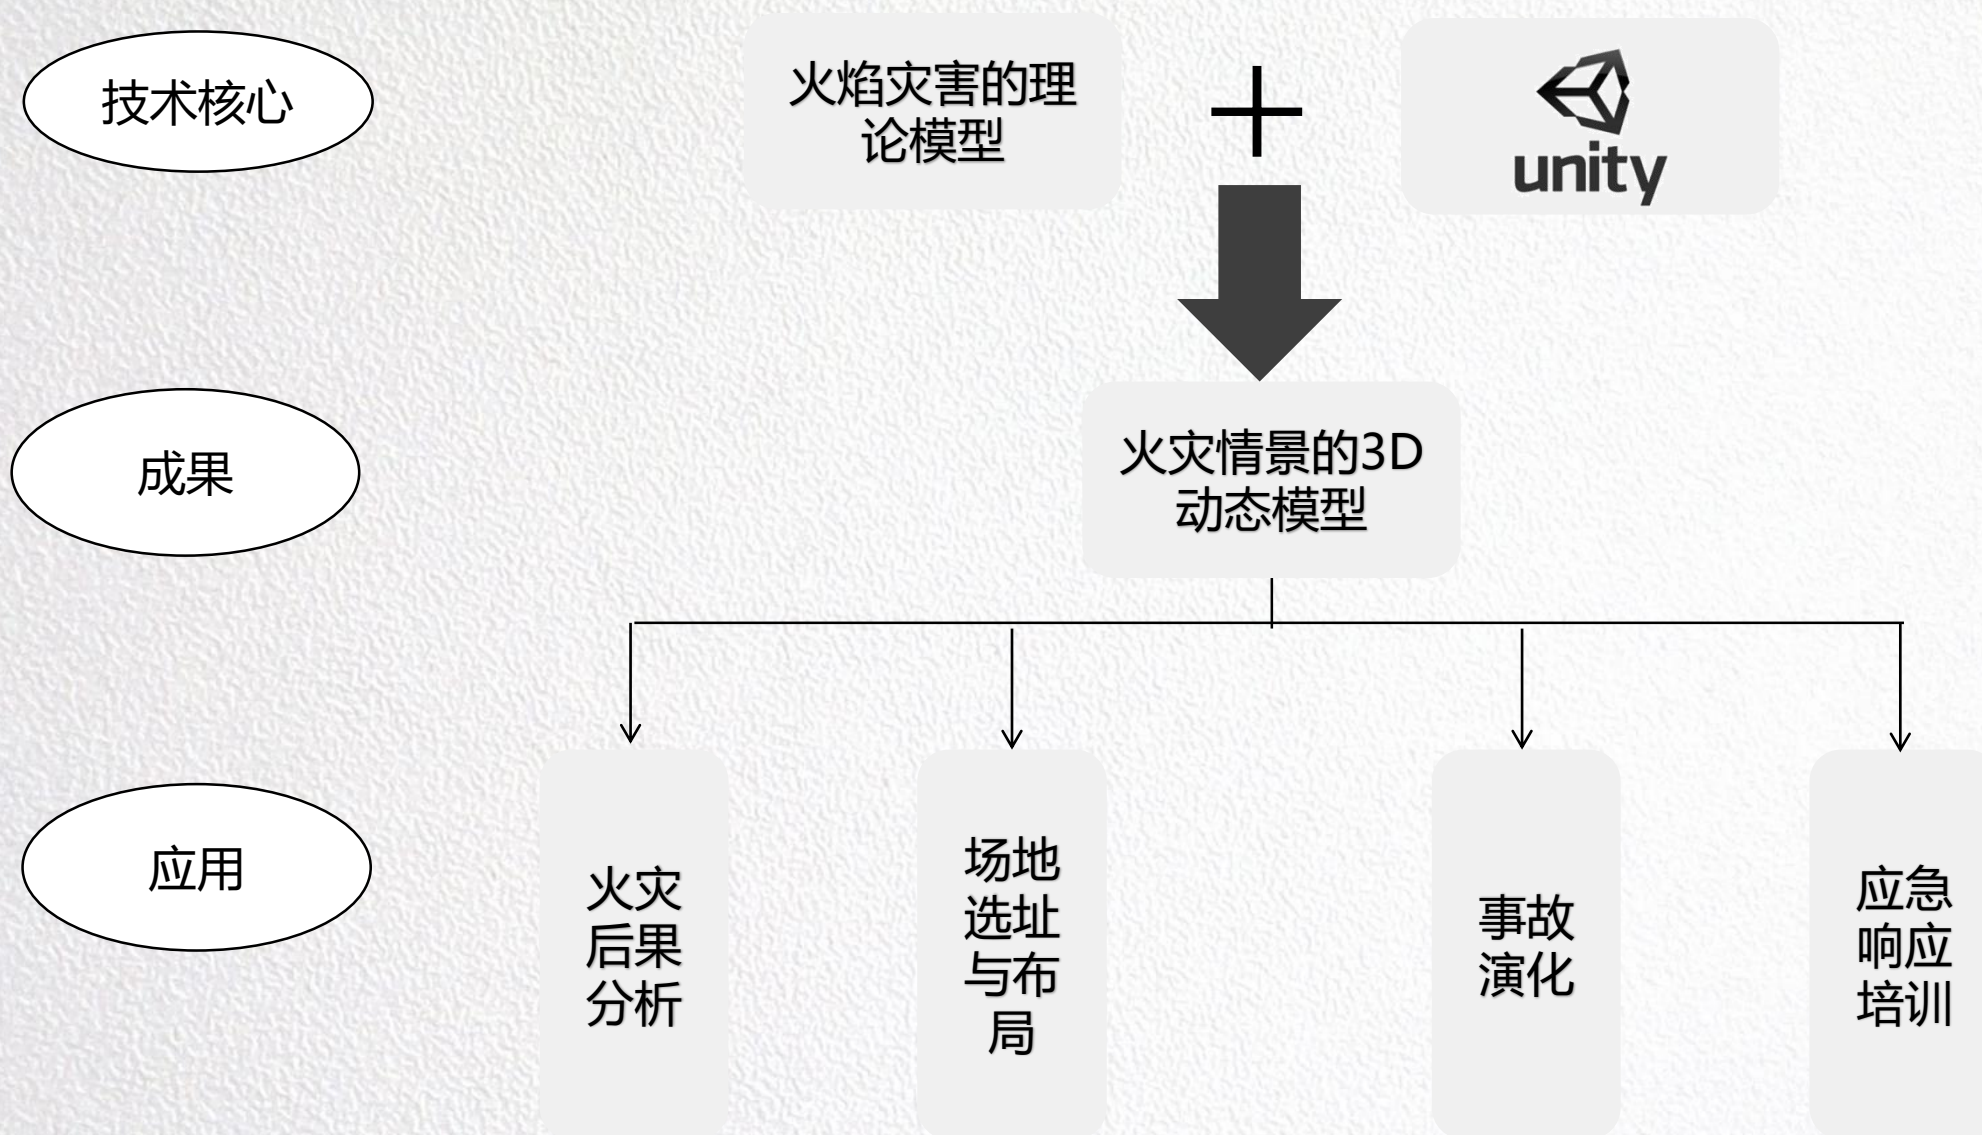 技术核心
火焰灾害的理
论模型
unity
成果
火灾情景的3D
动态模型
应用
火灾
后果
分析
场地
选址
与布
局
事故
演化
应急
响应
培训